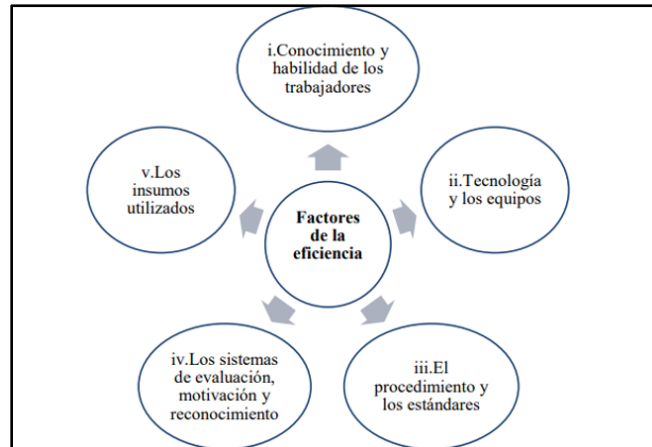 i.Conocimiento y
habilidad de los
trabajadores
v.Los
insumos
utilizados
ii.Tecnología
y los equipos
Factores
de la
eficiencia
iv.Los sistemas
de evaluación,
motivación y
reconocimiento
iii.El
procedimiento y
los estándares